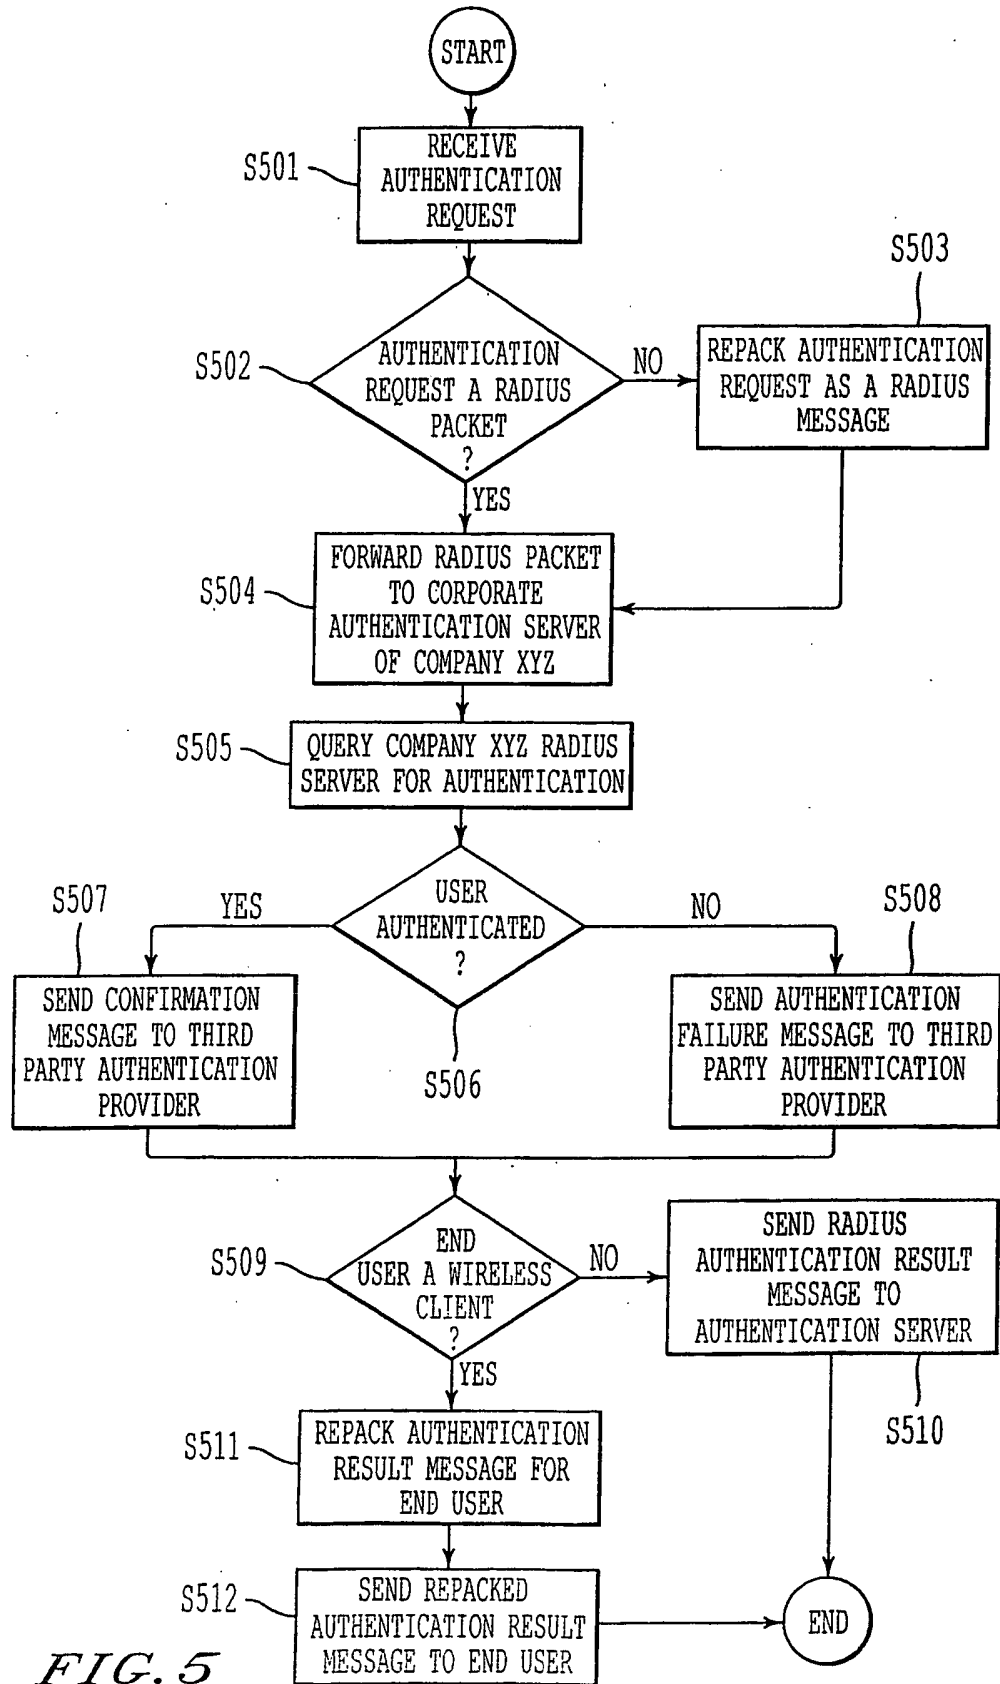 START
S501
RECEIVE
AUTHENTICATION
REQUEST
S503
S502
AUTHENTICATION
REQUEST A RADIUS
PACKET
?
NO
REPACK AUTHENTICATION
REQUEST AS A RADIUS
MESSAGE
YES
S504
FORWARD RADIUS PACKET
TO CORPORATE
AUTHENTICATION SERVER
OF COMPANY XYZ
S505
QUERY COMPANY XYZ RADIUS
SERVER FOR AUTHENTICATION
S507
YES
USER
AUTHENTICATED
?
NO
S508
S506
SEND CONFIRMATION
MESSAGE TO THIRD
PARTY AUTHENTICATION
PROVIDER
SEND AUTHENTICATION
FAILURE MESSAGE TO THIRD
PARTY AUTHENTICATION
PROVIDER
S509
END
USER A WIRELESS
CLIENT
?
NO
SEND RADIUS
AUTHENTICATION RESULT
MESSAGE TO
AUTHENTICATION SERVER
S510
YES
S511
REPACK AUTHENTICATION
RESULT MESSAGE FOR
END USER
S512
SEND REPACKED
AUTHENTICATION RESULT
MESSAGE TO END USER
END
FIG. 5